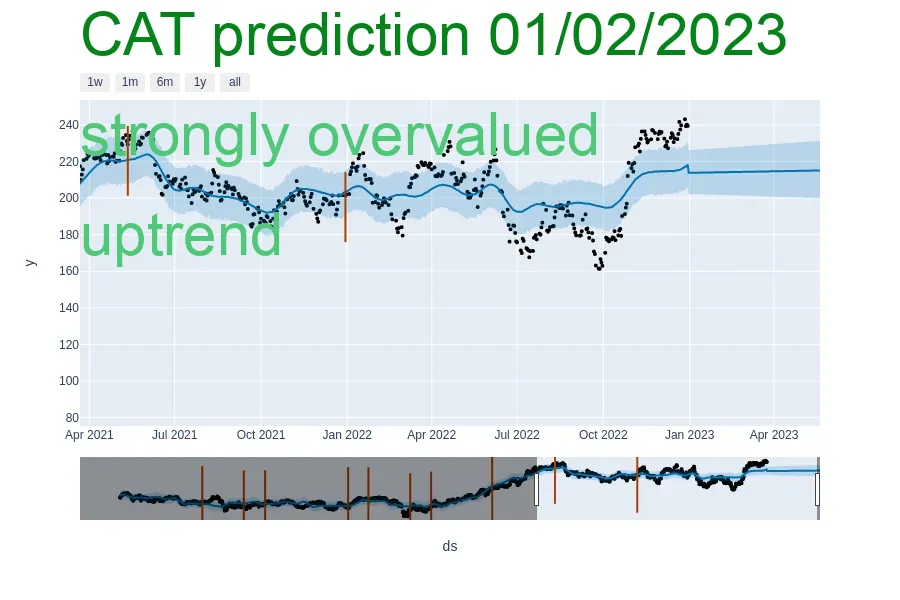 CAT prediction 01/02/2023
1w 1m 6m 1y all
strongly overvalued
uptrend
240
220
200
180
160
140
120
100
80
y
Apr 2021 Jul 2021 Oct 2021 Jan 2022 Apr 2022 Jul 2022 Oct 2022 Jan 2023 Apr 2023
ds